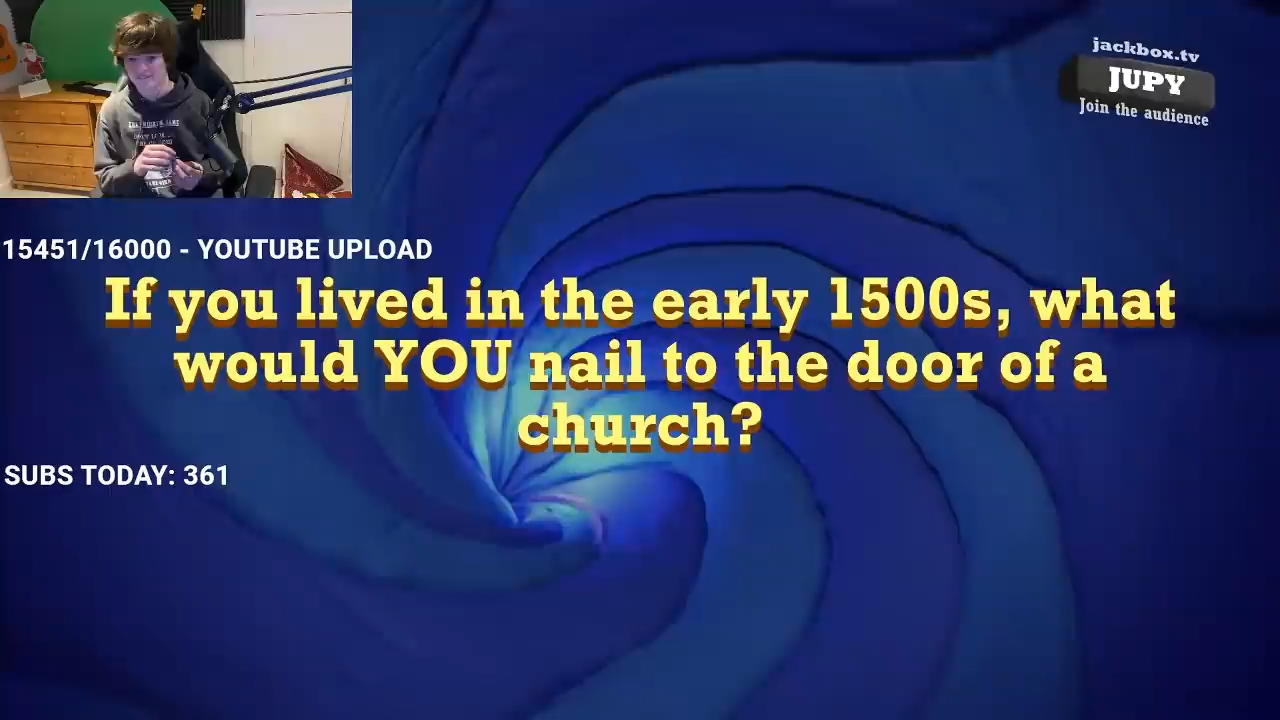 jackbox.tv
JUPY
Join the audience
15451/16000 - YOUTUBE UPLOAD
If you lived in the early 1500s, what
would YOU nail to the door of a
church?
SUBS TODAY: 361